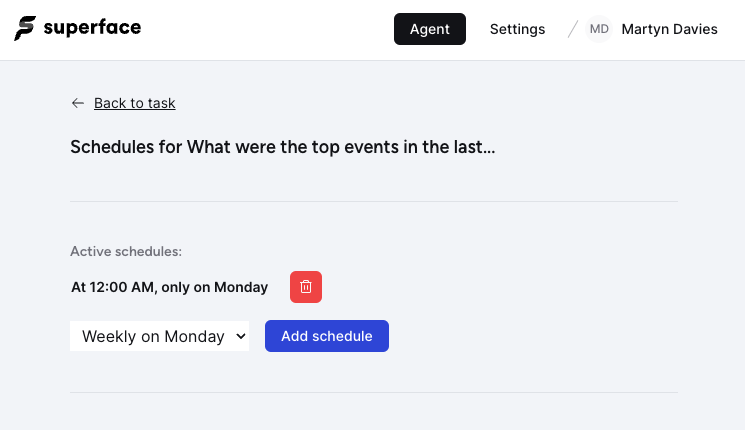 superface
Agent
Settings
MD
Martyn Davies
Back to task
Schedules for What were the top events in the last...
Active schedules:
At 12:00 AM, only on Monday
Weekly on Monday
Add schedule